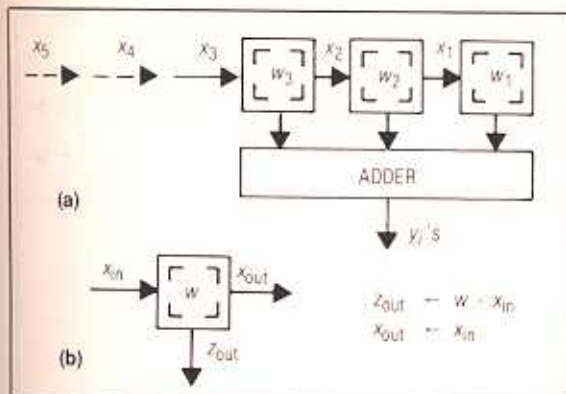 x5 x4 x3 x2 x1
w3 w2 w1
ADDER
(a)
yi's
xin xout
w
zout ← w · xin
xout ← xin
(b)
zout